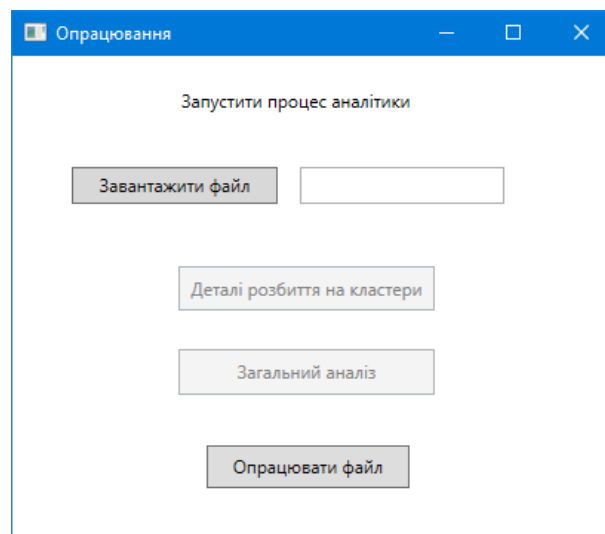 Опрацювання
Запустити процес аналітики
Завантажити файл
Деталі розбиття на кластери
Загальний аналіз
Опрацювати файл